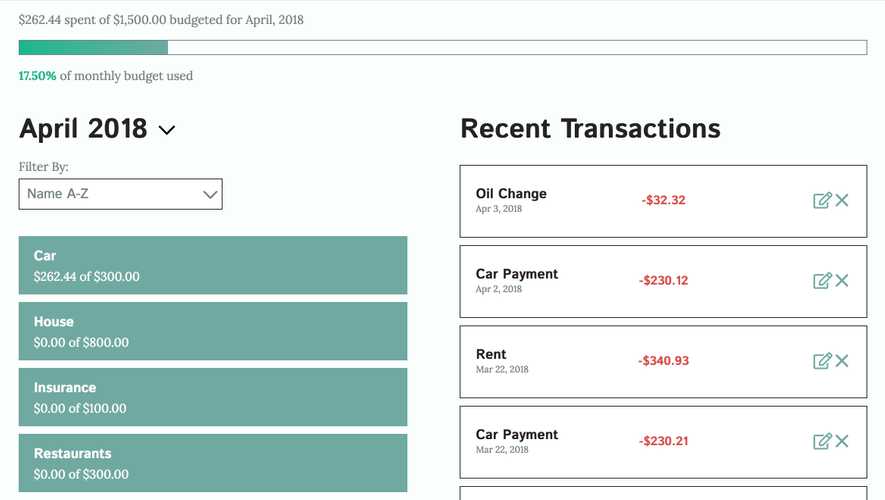 $262.44 spent of $1,500.00 budgeted for April, 2018
17.50% of monthly budget used
April 2018
Filter By:
Name A-Z
Car
$262.44 of $300.00
House
$0.00 of $800.00
Insurance
$0.00 of $100.00
Restaurants
$0.00 of $300.00
Recent Transactions
Oil Change
Apr 3, 2018
-$32.32
Car Payment
Apr 2, 2018
-$230.12
Rent
Mar 22, 2018
-$340.93
Car Payment
Mar 22, 2018
-$230.21